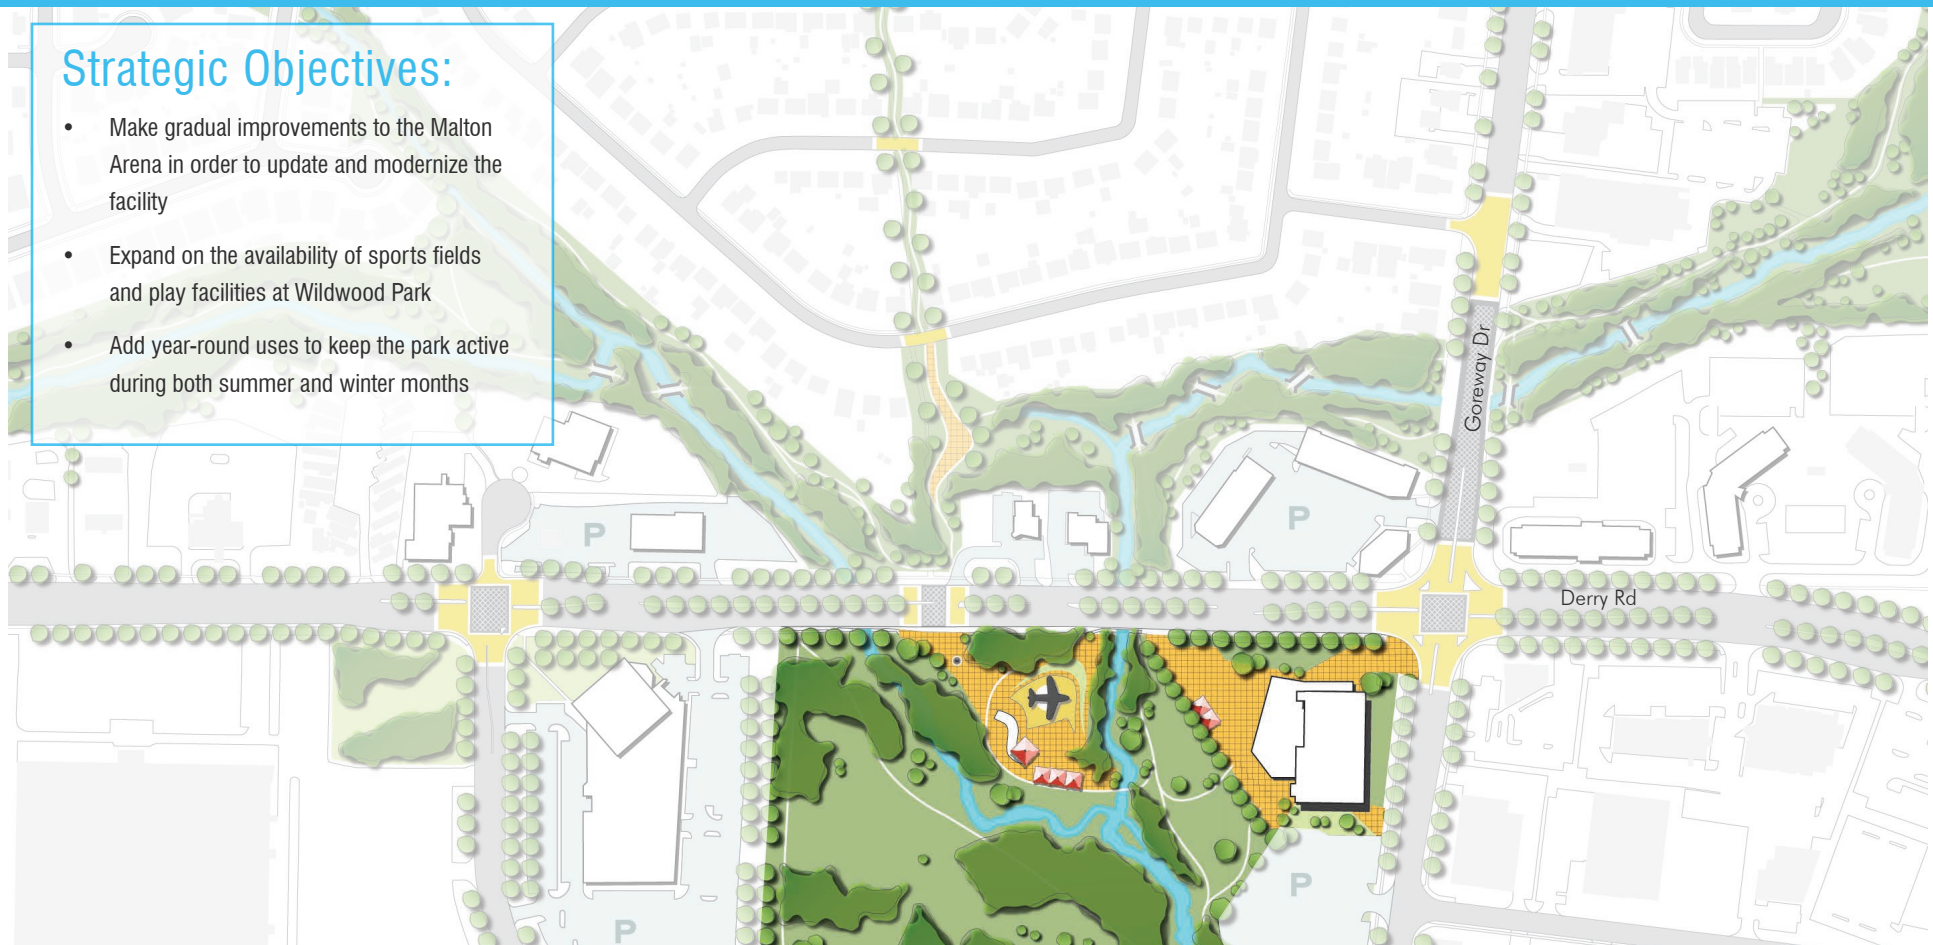 Strategic Objectives:
• Make gradual improvements to the Malton
Arena in order to update and modernize the
facility
• Expand on the availability of sports fields
and play facilities at Wildwood Park
• Add year-round uses to keep the park active
during both summer and winter months
Goreway Dr
P
P
Derry Rd
P
P